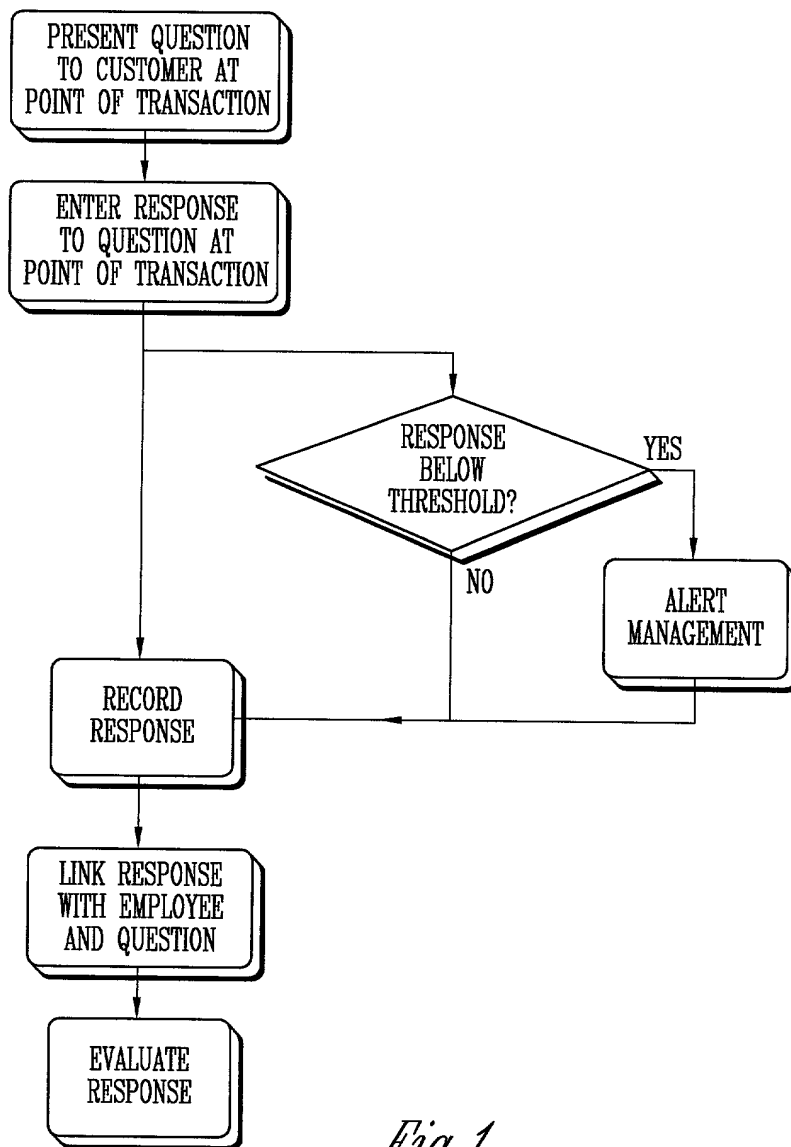 PRESENT QUESTION
TO CUSTOMER AT
POINT OF TRANSACTION
ENTER RESPONSE
TO QUESTION AT
POINT OF TRANSACTION
RESPONSE
BELOW
THRESHOLD?
YES
NO
ALERT
MANAGEMENT
RECORD
RESPONSE
LINK RESPONSE
WITH EMPLOYEE
AND QUESTION
EVALUATE
RESPONSE
Fig. 1